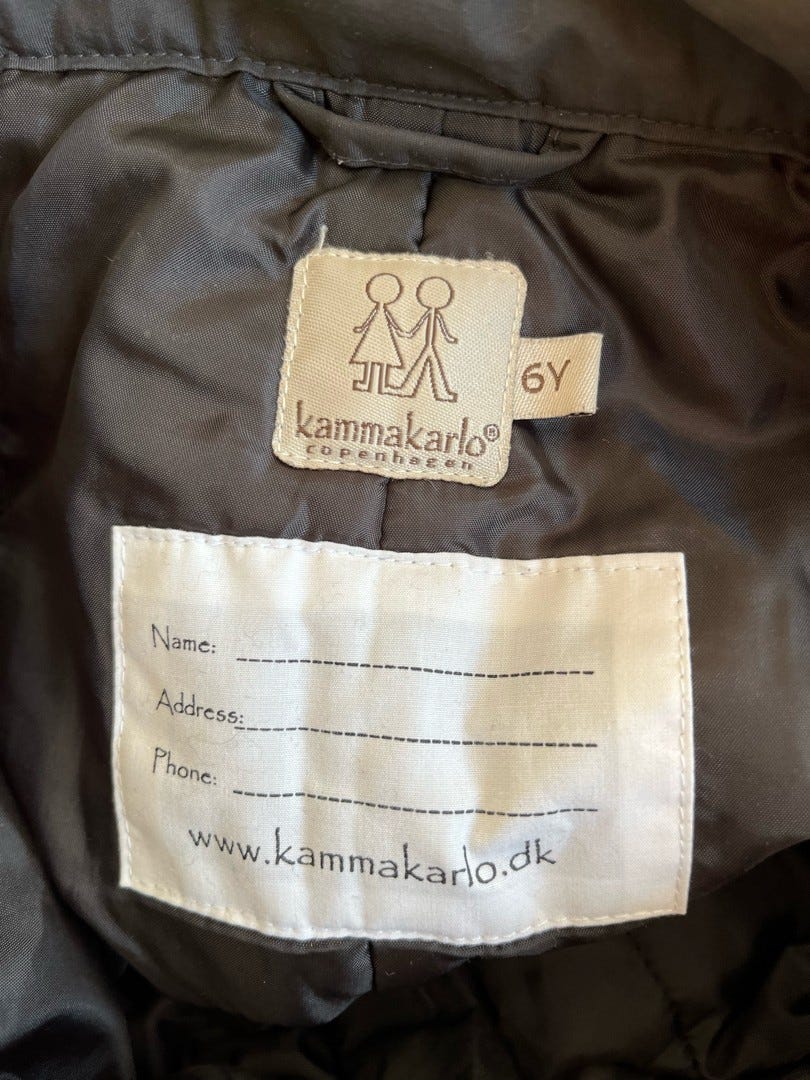 kammakarlo®
copenhagen
6Y
Name:
Address:
Phone:
www.kammakarlo.dk